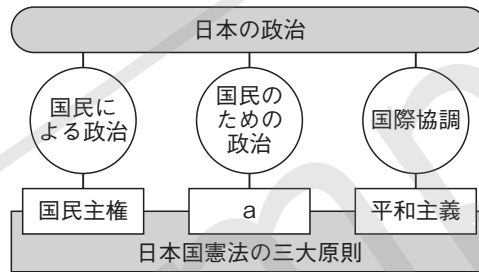 日本の政治
国民に
よる政治
国民の
ための
政治
国際協調
国民主権
a
平和主義
日本国憲法の三大原則